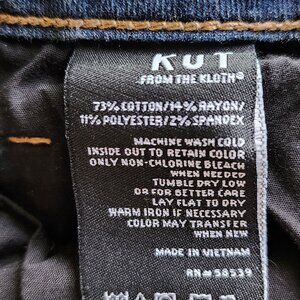 KUT
FROM THE KLOTH®
73% COTTON/14% RAYON/
11% POLYESTER/2% SPANDEX
MACHINE WASH COLD
INSIDE OUT TO RETAIN COLOR
ONLY NON-CHLORINE BLEACH
WHEN NEEDED
TUMBLE DRY LOW
OR FOR BETTER CARE
LAY FLAT TO DRY
WARM IRON IF NECESSARY
COLOR MAY TRANSFER
WHEN NEW
MADE IN VIETNAM
RN# 58539